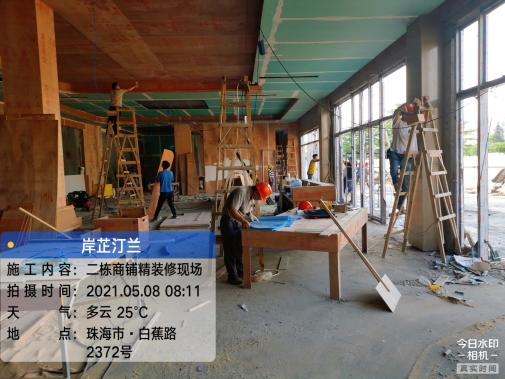 岸芷汀兰
施工内容：二栋商铺精装修现场
拍摄时间：2021.05.08 08:11
天气：多云 25℃
地点：珠海市·白蕉路
2372号
今日水印
相机
真实时间